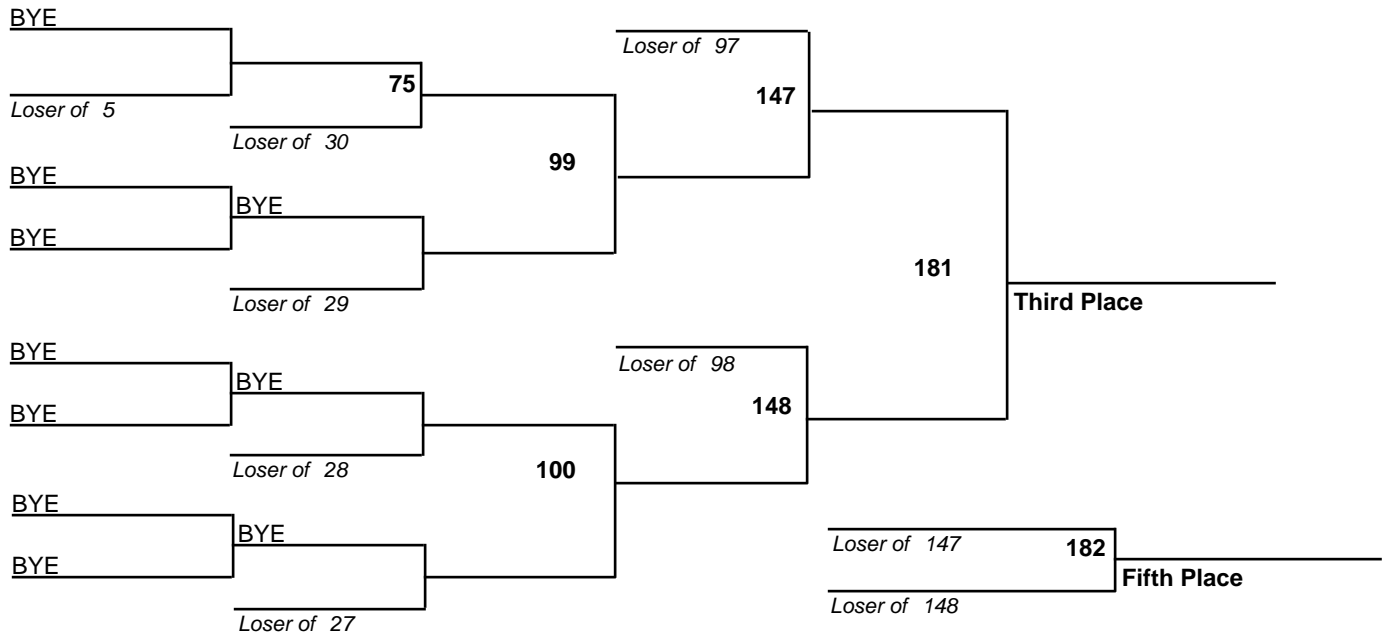 BYE
Loser of 97
75
147
Loser of 5
Loser of 30
99
BYE
BYE
BYE
181
Loser of 29
Third Place
BYE
Loser of 98
BYE
BYE
148
Loser of 28
100
BYE
BYE
Loser of 147
182
BYE
Fifth Place
Loser of 148
Loser of 27